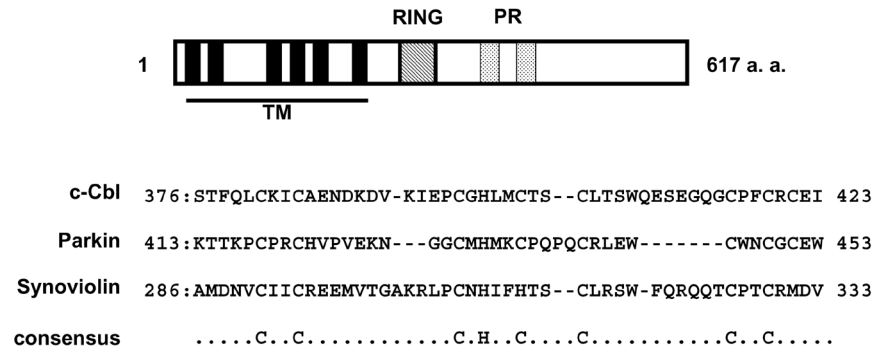 RING PR
1 617 a. a.
TM
c-Cbl 376:STFQLCKICAENDKDV-KIEPCGHLMCTS--CLTSWQESEGQGCPFCRCEI 423
Parkin 413:KTTKPCPRCHVPVEKN---GGCMHMKCPQPQCRLEW-------CWNCGCEW 453
Synoviolin 286:AMDNVCIICREEMVTGAKRLPCNHIFHTS--CLRSW-FQRQQTCPTCRMDV 333
consensus .....C..C............C.H..C....C...........C..C.....